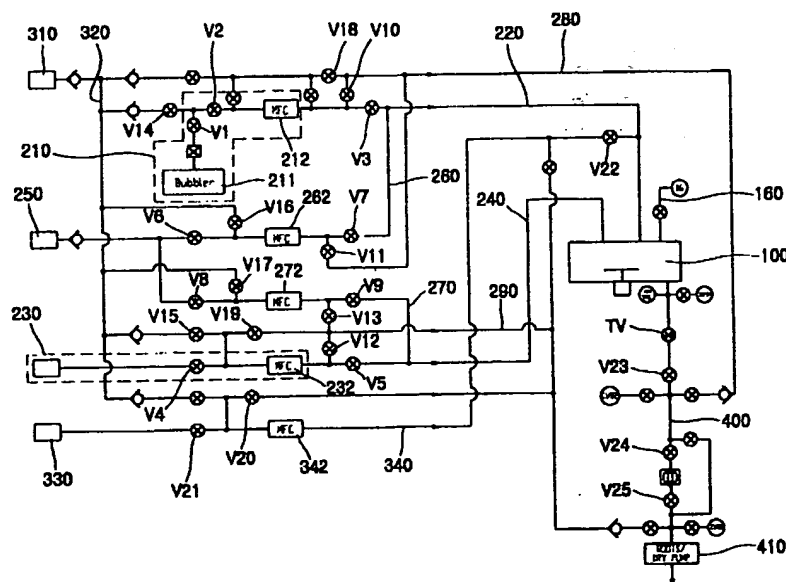 310 320 V2 V18 V10 220 280
V14 V1 MFC 212 V3 V22
210 Bubbler 211 260 160
250 V6 V16 262 V7 240
MFC V11 100
V17 272 V9 270 290
V8 MFC V13 TV
230 V15 V19 V12 V23
V4 MFC 232 V5 400
V20 V24
330 V21 MFC 342 340 V25
DRY PUMP 410